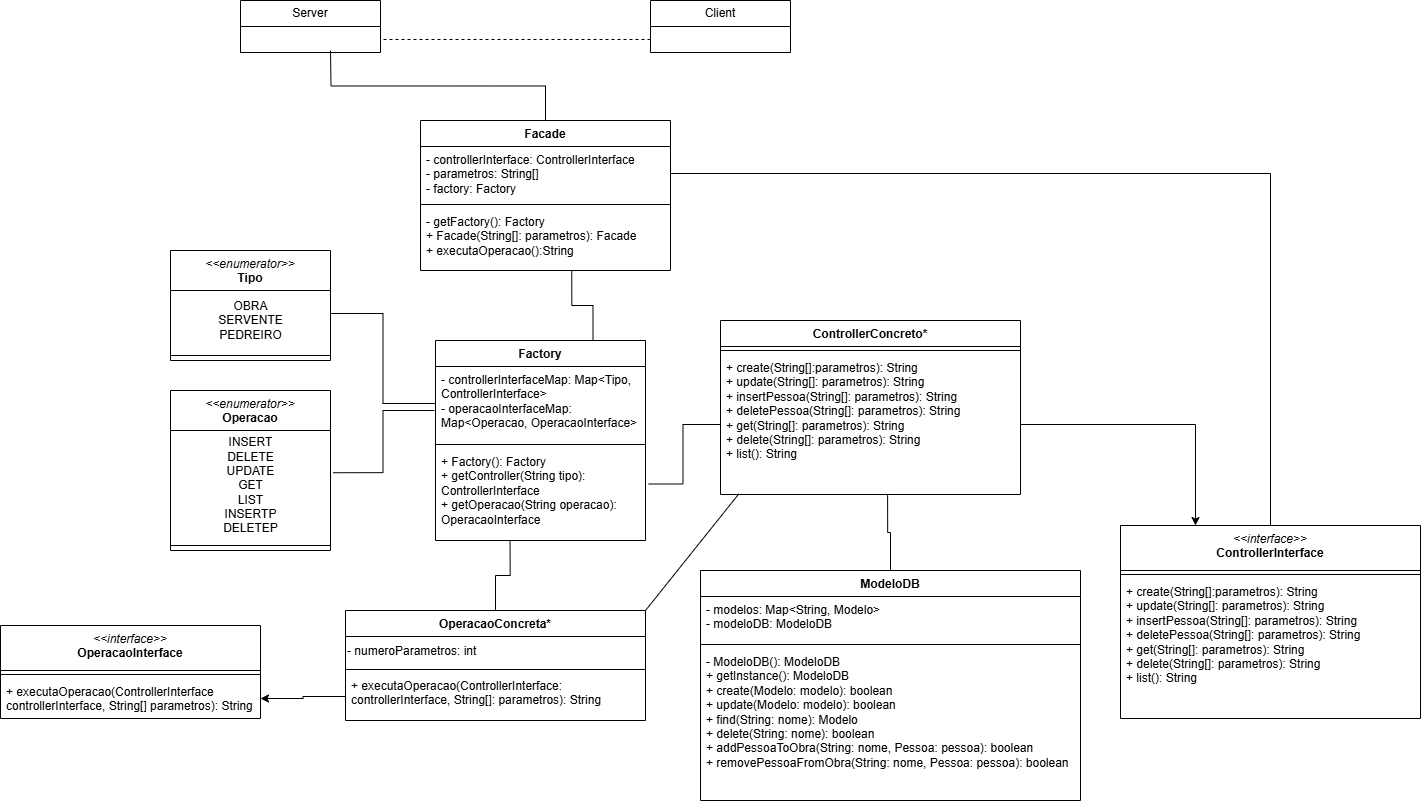 Server
Client
Facade
- controllerInterface: ControllerInterface
- parametros: String[]
- factory: Factory
- getFactory(): Factory
+ Facade(String[]: parametros): Facade
+ executaOperacao():String
<<enumerator>>
Tipo
OBRA
SERVENTE
PEDREIRO
<<enumerator>>
Operacao
INSERT
DELETE
UPDATE
GET
LIST
INSERTP
DELETEP
Factory
- controllerInterfaceMap: Map<Tipo,
ControllerInterface>
- operacaoInterfaceMap:
Map<Operacao, OperacaoInterface>
+ Factory(): Factory
+ getController(String tipo):
ControllerInterface
+ getOperacao(String operacao):
OperacaoInterface
ControllerConcreto*
+ create(String[]:parametros): String
+ update(String[]: parametros): String
+ insertPessoa(String[]: parametros): String
+ deletePessoa(String[]: parametros): String
+ get(String[]: parametros): String
+ delete(String[]: parametros): String
+ list(): String
<<interface>>
ControllerInterface
+ create(String[]:parametros): String
+ update(String[]: parametros): String
+ insertPessoa(String[]: parametros): String
+ deletePessoa(String[]: parametros): String
+ get(String[]: parametros): String
+ delete(String[]: parametros): String
+ list(): String
<<interface>>
OperacaoInterface
+ executaOperacao(ControllerInterface
controllerInterface, String[] parametros): String
OperacaoConcreta*
- numeroParametros: int
+ executaOperacao(ControllerInterface:
controllerInterface, String[]: parametros): String
ModeloDB
- modelos: Map<String, Modelo>
- modeloDB: ModeloDB
- ModeloDB(): ModeloDB
+ getInstance(): ModeloDB
+ create(Modelo: modelo): boolean
+ update(Modelo: modelo): boolean
+ find(String: nome): Modelo
+ delete(String: nome): boolean
+ addPessoaToObra(String: nome, Pessoa: pessoa): boolean
+ removePessoaFromObra(String: nome, Pessoa: pessoa): boolean